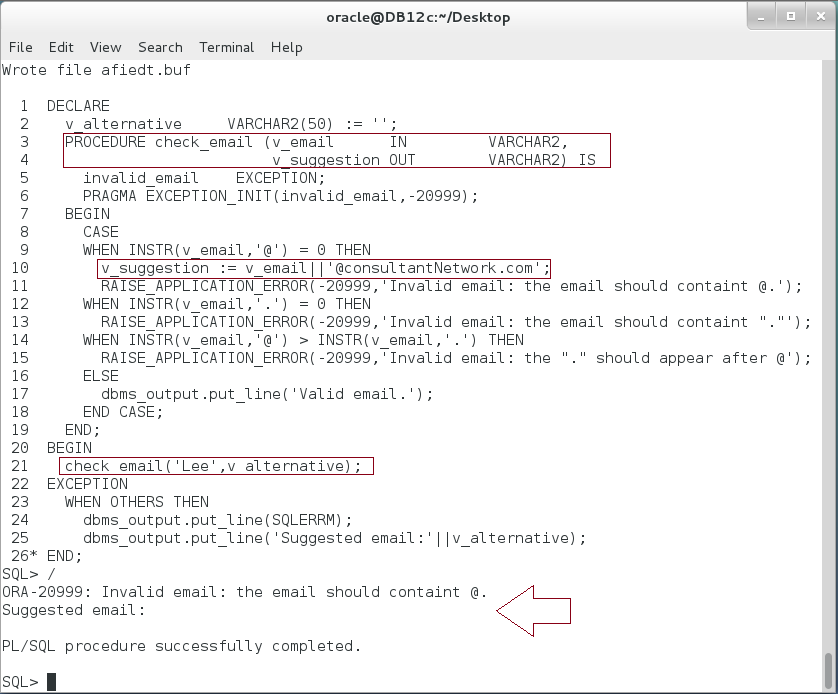 oracle@DB12c:~/Desktop
File Edit View Search Terminal Help
Wrote file afiedt.buf
1 DECLARE
2 v_alternative VARCHAR2(50) := '';
3 PROCEDURE check_email (v_email IN VARCHAR2,
4 v_suggestion OUT VARCHAR2) IS
5 invalid_email EXCEPTION;
6 PRAGMA EXCEPTION_INIT(invalid_email,-20999);
7 BEGIN
8 CASE
9 WHEN INSTR(v_email,'@') = 0 THEN
10 v_suggestion := v_email||'@consultantNetwork.com';
11 RAISE_APPLICATION_ERROR(-20999,'Invalid email: the email should containt @.');
12 WHEN INSTR(v_email,'.') = 0 THEN
13 RAISE_APPLICATION_ERROR(-20999,'Invalid email: the email should containt "."');
14 WHEN INSTR(v_email,'@') > INSTR(v_email,'.') THEN
15 RAISE_APPLICATION_ERROR(-20999,'Invalid email: the "." should appear after @');
16 ELSE
17 dbms_output.put_line('Valid email.');
18 END CASE;
19 END;
20 BEGIN
21 check_email('Lee',v_alternative);
22 EXCEPTION
23 WHEN OTHERS THEN
24 dbms_output.put_line(SQLERRM);
25 dbms_output.put_line('Suggested email:'||v_alternative);
26* END;
SQL> /
ORA-20999: Invalid email: the email should containt @.
Suggested email:
PL/SQL procedure successfully completed.
SQL>